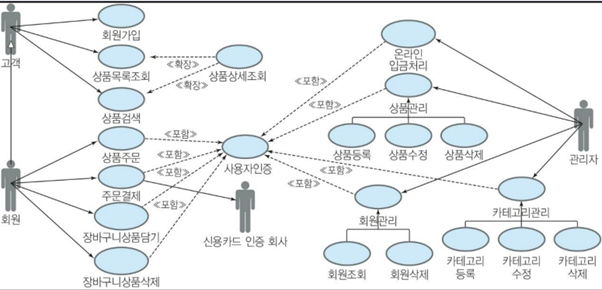 고객
회원가입
상품목록조회
≪확장≫
상품상세조회
≪확장≫
상품검색
≪포함≫
상품주문
≪포함≫
사용자인증
주문결제
≪포함≫
회원
≪포함≫
장바구니상품담기
신용카드 인증 회사
장바구니상품삭제
온라인
입금처리
≪포함≫
상품관리
≪포함≫
상품등록
상품수정
상품삭제
관리자
≪포함≫
≪포함≫
회원관리
카테고리관리
회원조회
회원삭제
카테고리
등록
카테고리
수정
카테고리
삭제